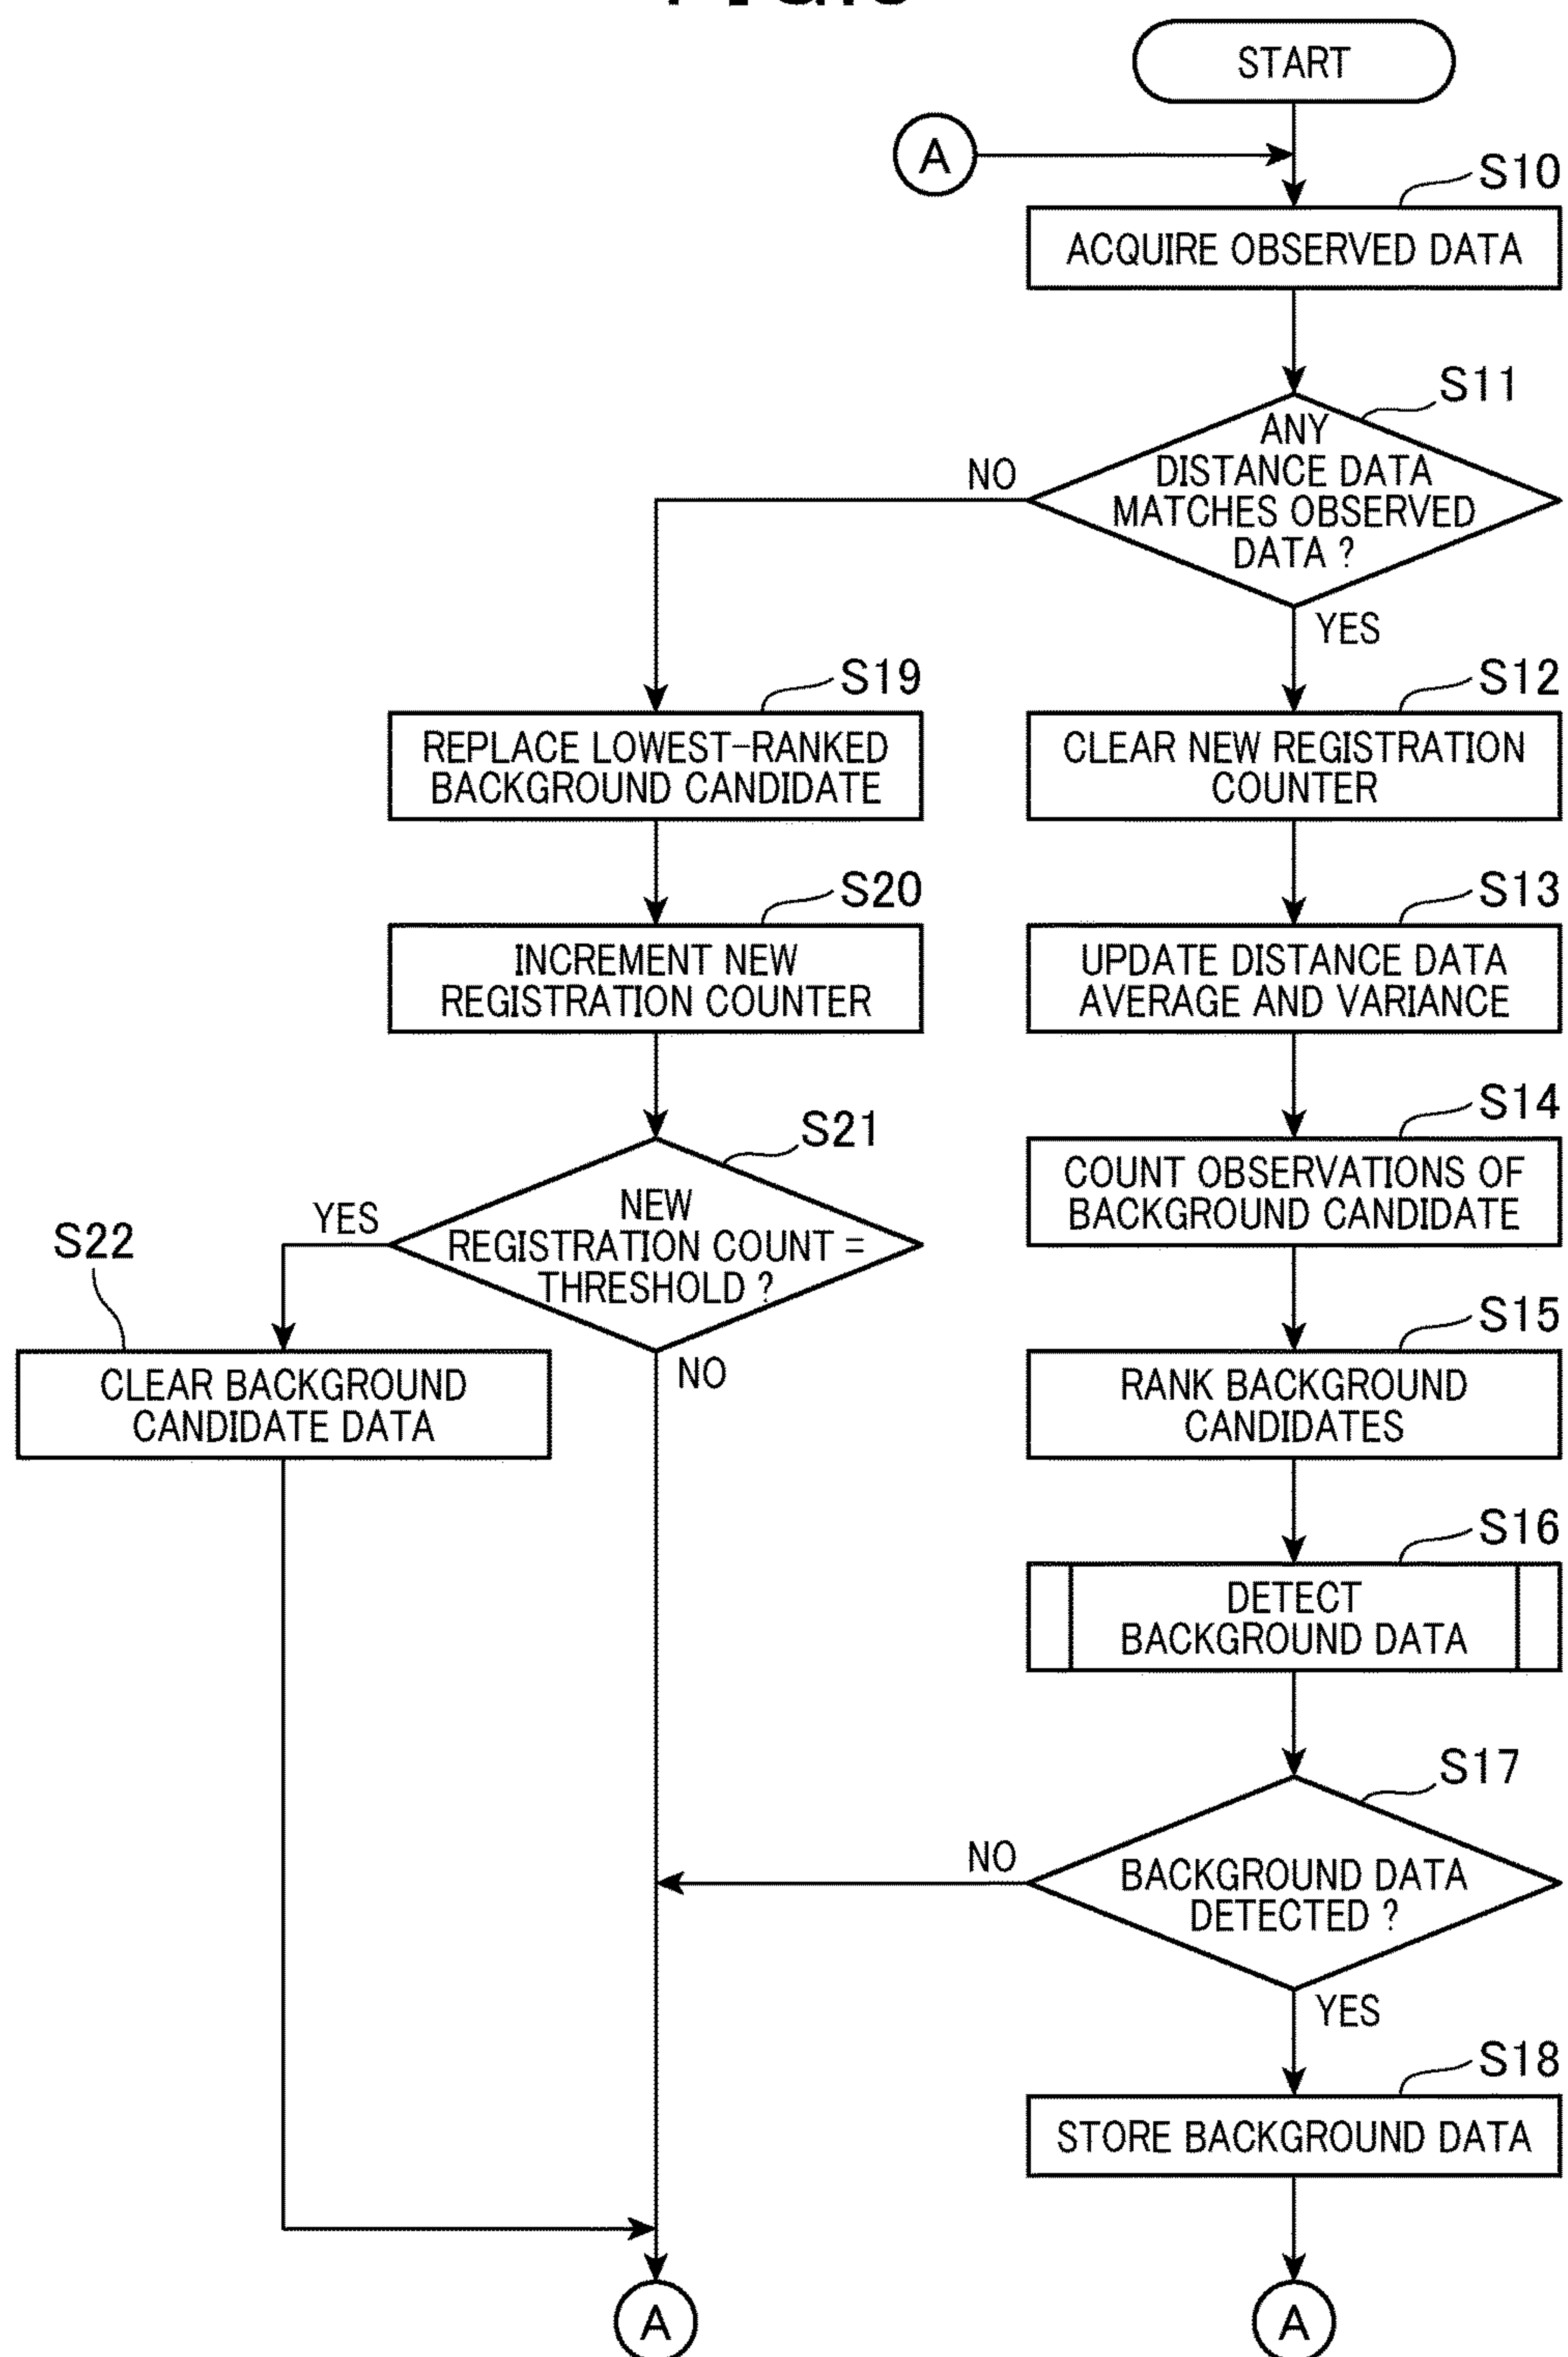 START
A
S10
ACQUIRE OBSERVED DATA
S11
ANY
DISTANCE DATA
MATCHES OBSERVED
DATA ?
NO
YES
S19
REPLACE LOWEST-RANKED
BACKGROUND CANDIDATE
S12
CLEAR NEW REGISTRATION
COUNTER
S20
INCREMENT NEW
REGISTRATION COUNTER
S13
UPDATE DISTANCE DATA
AVERAGE AND VARIANCE
S21
NEW
REGISTRATION COUNT =
THRESHOLD ?
YES
NO
S14
COUNT OBSERVATIONS OF
BACKGROUND CANDIDATE
S22
CLEAR BACKGROUND
CANDIDATE DATA
S15
RANK BACKGROUND
CANDIDATES
S16
DETECT
BACKGROUND DATA
S17
BACKGROUND DATA
DETECTED ?
NO
YES
S18
STORE BACKGROUND DATA
A
A